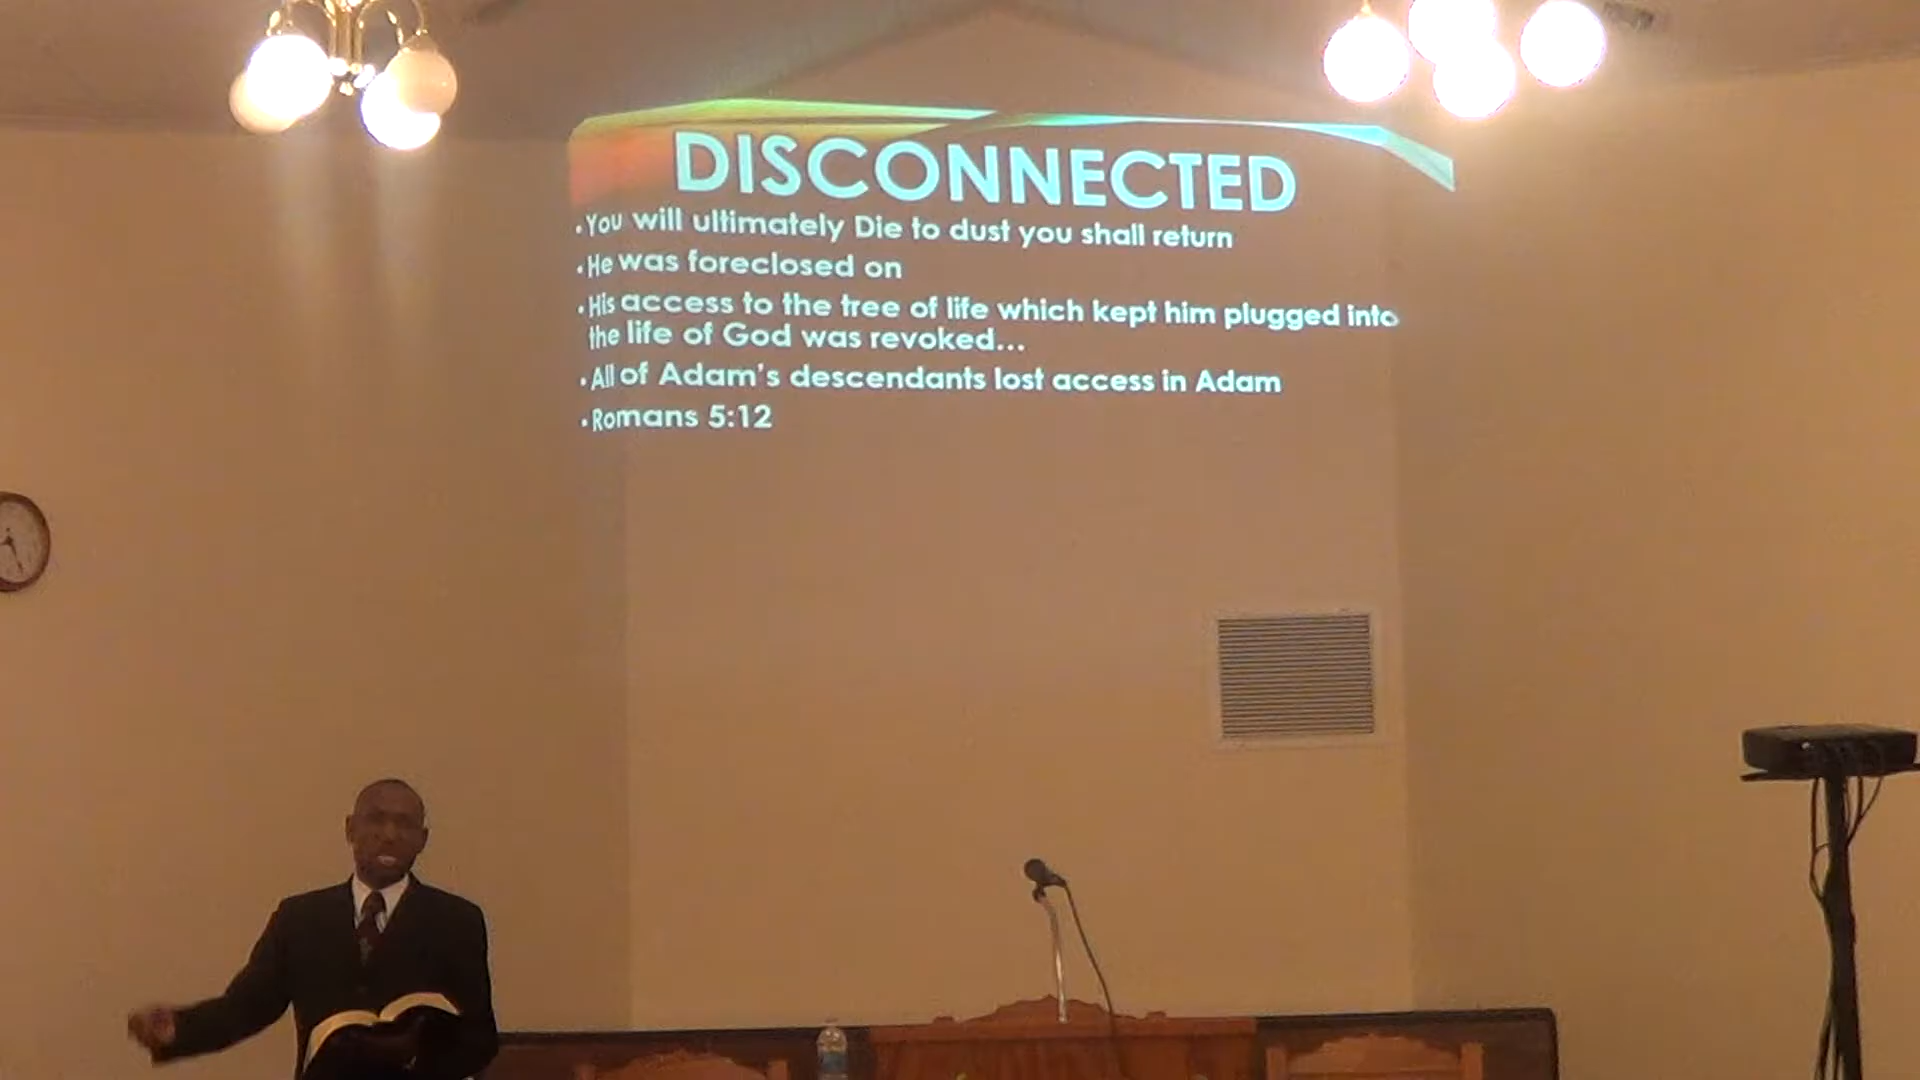 DISCONNECTED
•You will ultimately Die to dust you shall return
•He was foreclosed on
•His access to the tree of life which kept him plugged into
the life of God was revoked...
•All of Adam's descendants lost access in Adam
•Romans 5:12